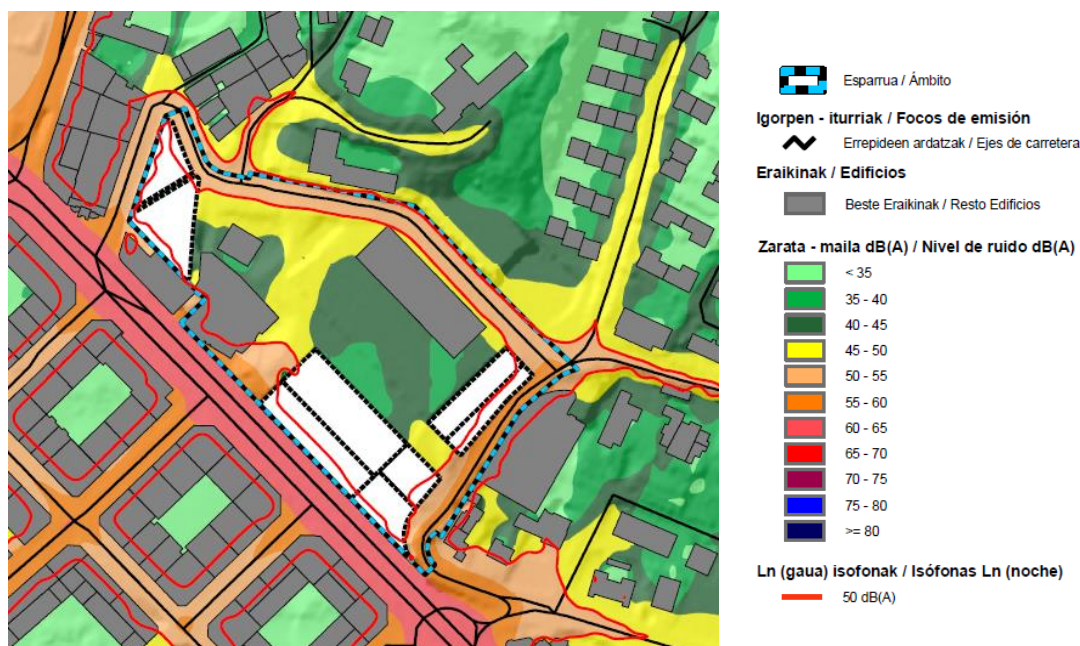 Esparrua / Ámbito
Igorpen - iturriak / Focos de emisión
Errepideen ardatzak / Ejes de carretera
Eraikinak / Edificios
Beste Eraikinak / Resto Edificios
Zarata - maila dB(A) / Nivel de ruido dB(A)
< 35
35 - 40
40 - 45
45 - 50
50 - 55
55 - 60
60 - 65
65 - 70
70 - 75
75 - 80
>= 80
Ln (gaua) isofonak / Isófonas Ln (noche)
50 dB(A)